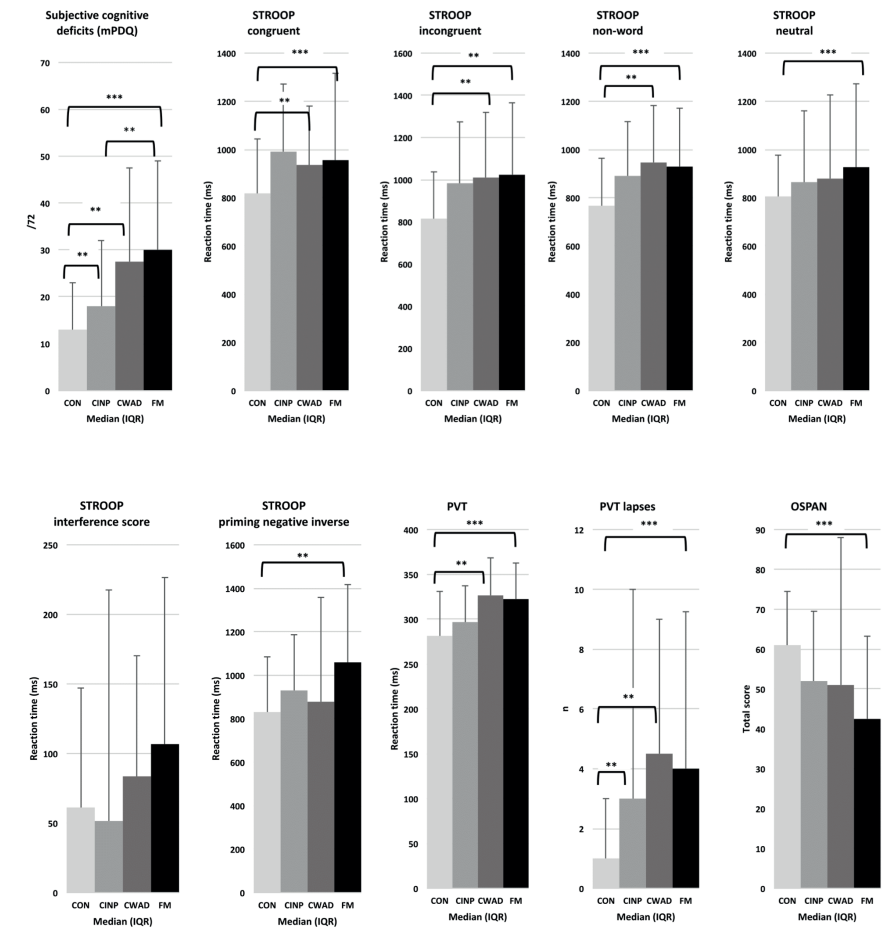 Subjective cognitive
deficits (mPDQ)
70
60
50
40
30
20
10
0
/72
***
**
**
**
CON CINP CWAD FM
Median (IQR)
STROOP
congruent
1400
1200
1000
800
600
400
200
0
Reaction time (ms)
***
**
CON CINP CWAD FM
Median (IQR)
STROOP
incongruent
1600
1400
1200
1000
800
600
400
200
0
Reaction time (ms)
**
**
CON CINP CWAD FM
Median (IQR)
STROOP
non-word
1400
1200
1000
800
600
400
200
0
Reaction time (ms)
***
**
CON CINP CWAD FM
Median (IQR)
STROOP
neutral
1400
1200
1000
800
600
400
200
0
Reaction time (ms)
***
CON CINP CWAD FM
Median (IQR)
STROOP
interference score
250
200
150
100
50
0
Reaction time (ms)
CON CINP CWAD FM
Median (IQR)
STROOP
priming negative inverse
1600
1400
1200
1000
800
600
400
200
0
Reaction time (ms)
**
CON CINP CWAD FM
Median (IQR)
PVT
400
350
300
250
200
150
100
50
0
Reaction time (ms)
***
**
CON CINP CWAD FM
Median (IQR)
PVT lapses
12
10
8
6
4
2
0
n
***
**
**
CON CINP CWAD FM
Median (IQR)
OSPAN
90
80
70
60
50
40
30
20
10
0
Total score
***
CON CINP CWAD FM
Median (IQR)